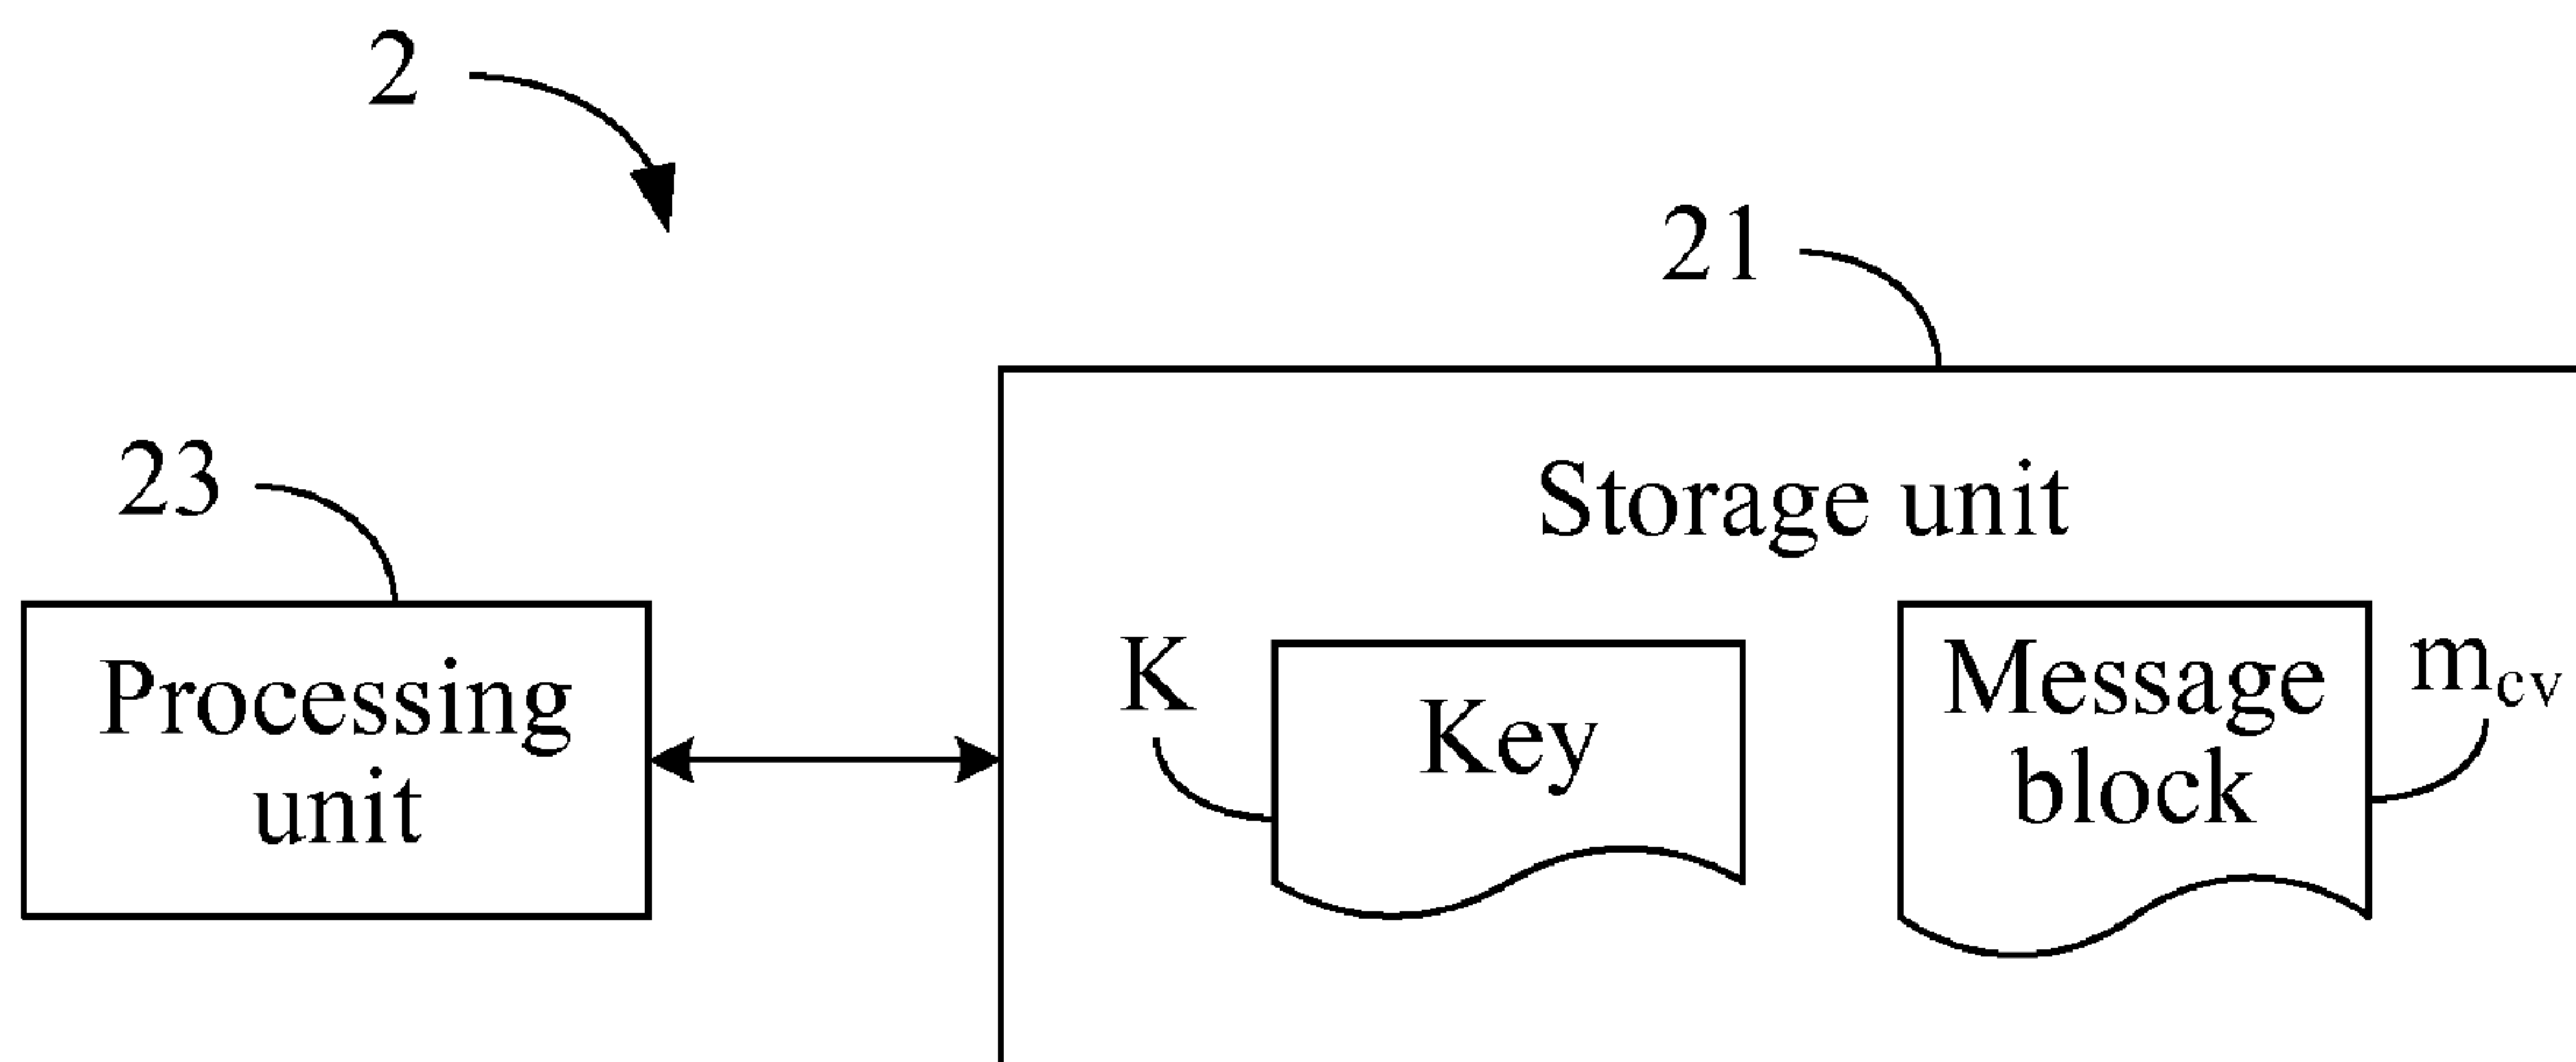 2
21
23
Storage unit
Processing
unit
K
Key
Message
block
m_cv